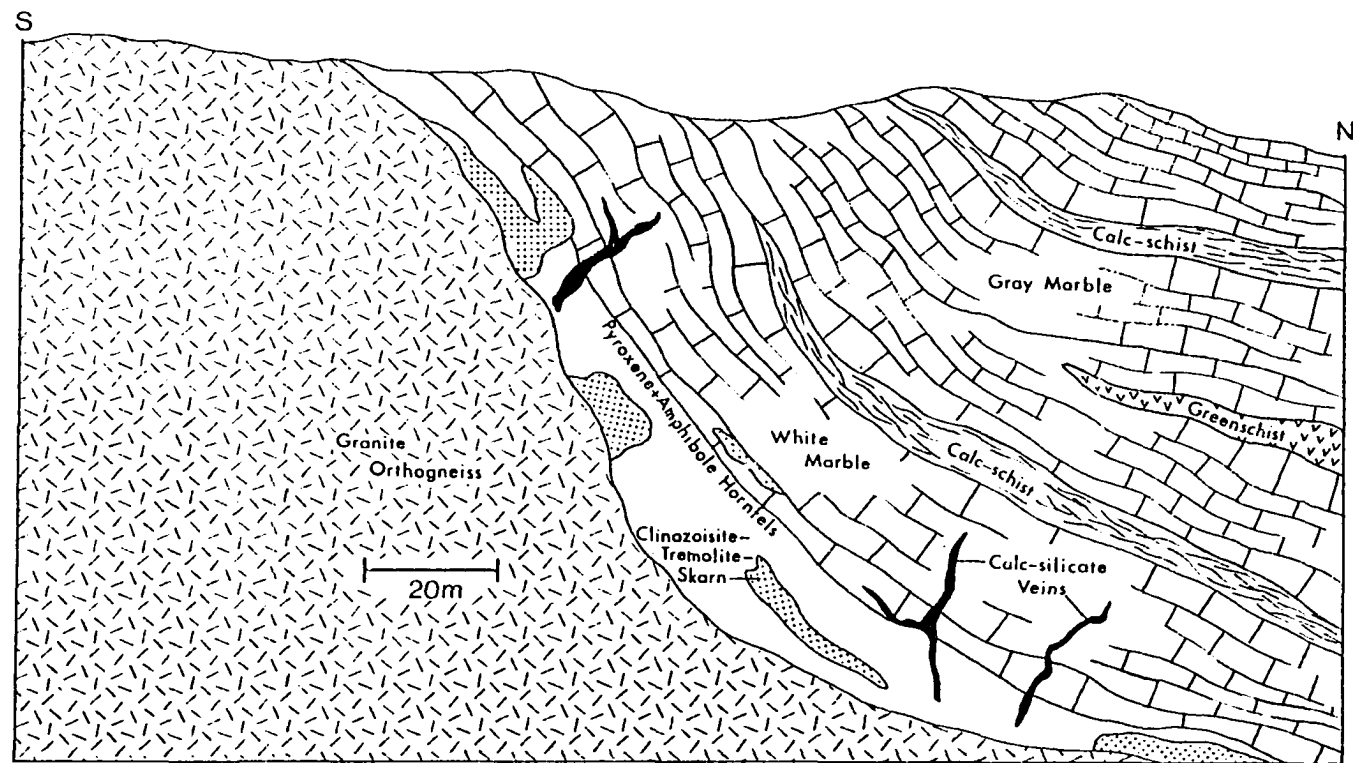 S
N
Calc-schist
Gray Marble
Greenschist
Pyroxene+Amphibole Hornfels
Granite
Orthogneiss
White
Marble
Calc-schist
Clinozoisite-
Tremolite-
Skarn
20m
Calc-silicate
Veins